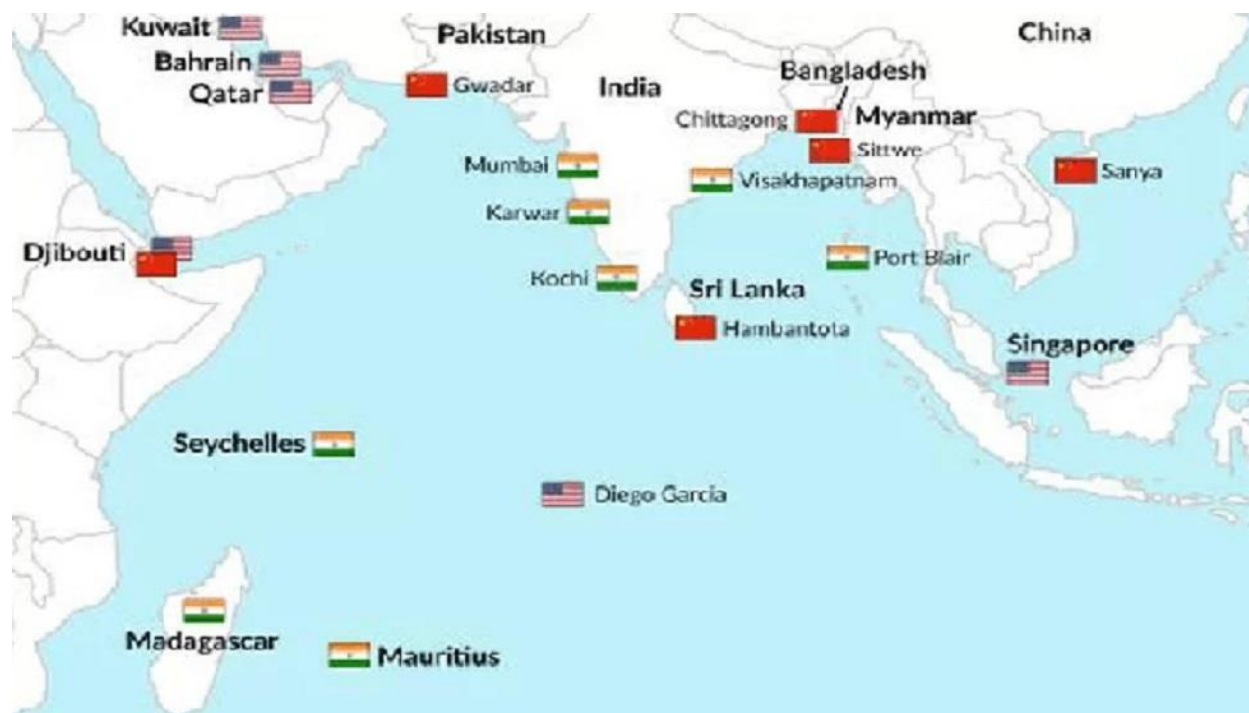 Kuwait
Pakistan
China
Bahrain
Qatar
Gwadar
India
Bangladesh
Chittagong
Myanmar
Sittwe
Mumbai
Visakhapatnam
Sanya
Karwar
Djibouti
Port Blair
Kochi
Sri Lanka
Hambantota
Singapore
Seychelles
Diego Garcia
Madagascar
Mauritius